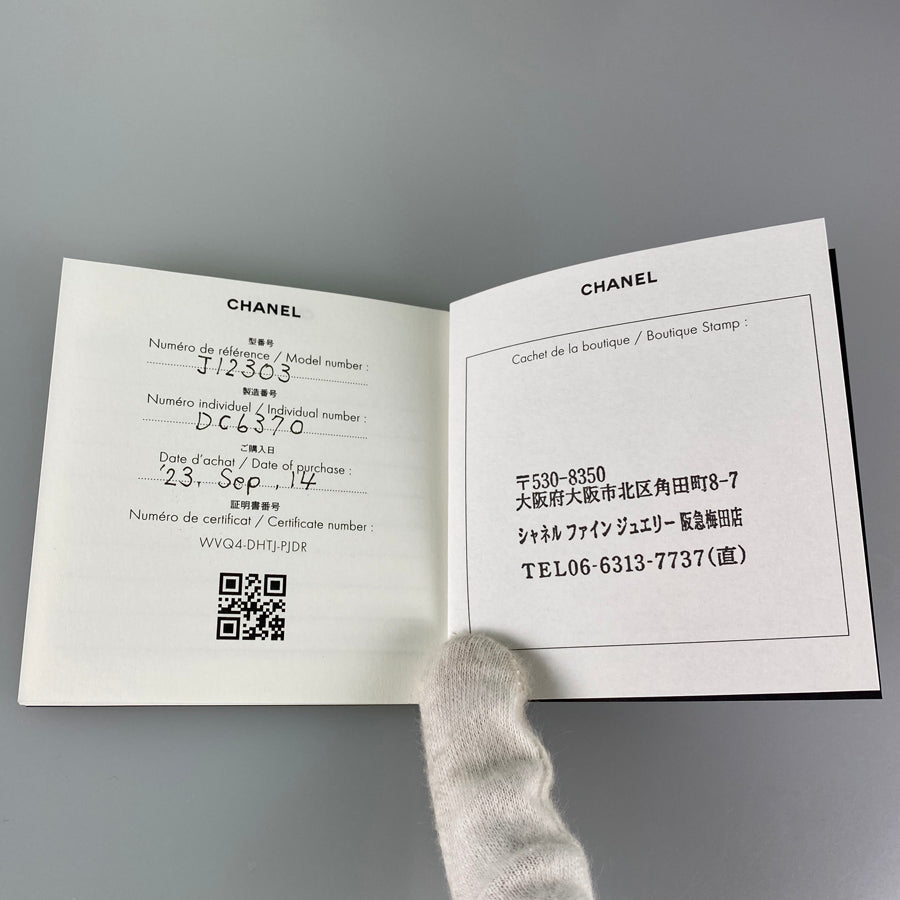 CHANEL
型番号
Numéro de référence / Model number :
J12303
製造番号
Numéro individuel / Individual number :
DC6370
ご購入日
Date d'achat / Date of purchase :
'23. Sep. 14
証明書番号
Numéro de certificat / Certificate number :
WVQ4-DHTJ-PJDR
CHANEL
Cachet de la boutique / Boutique Stamp :
〒530-8350
大阪府大阪市北区角田町8-7
シャネル ファイン ジュエリー 阪急梅田店
TEL06-6313-7737(直)